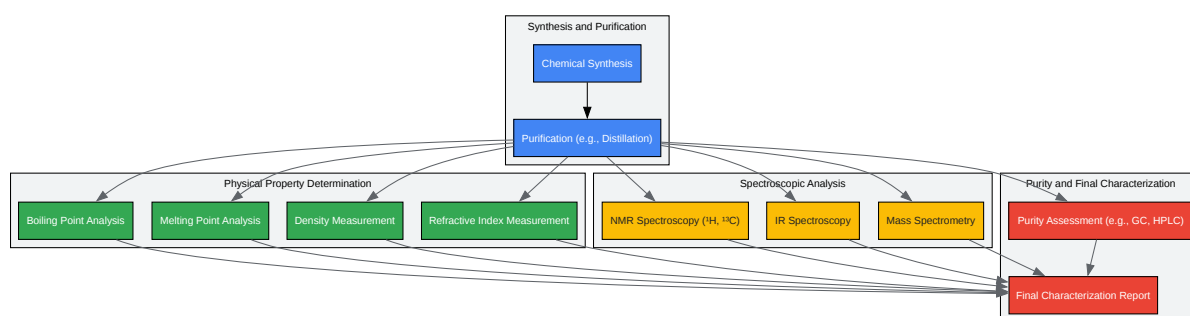 Synthesis and Purification
Chemical Synthesis
Purification (e.g., Distillation)
Physical Property Determination
Spectroscopic Analysis
Purity and Final Characterization
Boiling Point Analysis
Melting Point Analysis
Density Measurement
Refractive Index Measurement
NMR Spectroscopy (¹H, ¹³C)
IR Spectroscopy
Mass Spectrometry
Purity Assessment (e.g., GC, HPLC)
Final Characterization Report